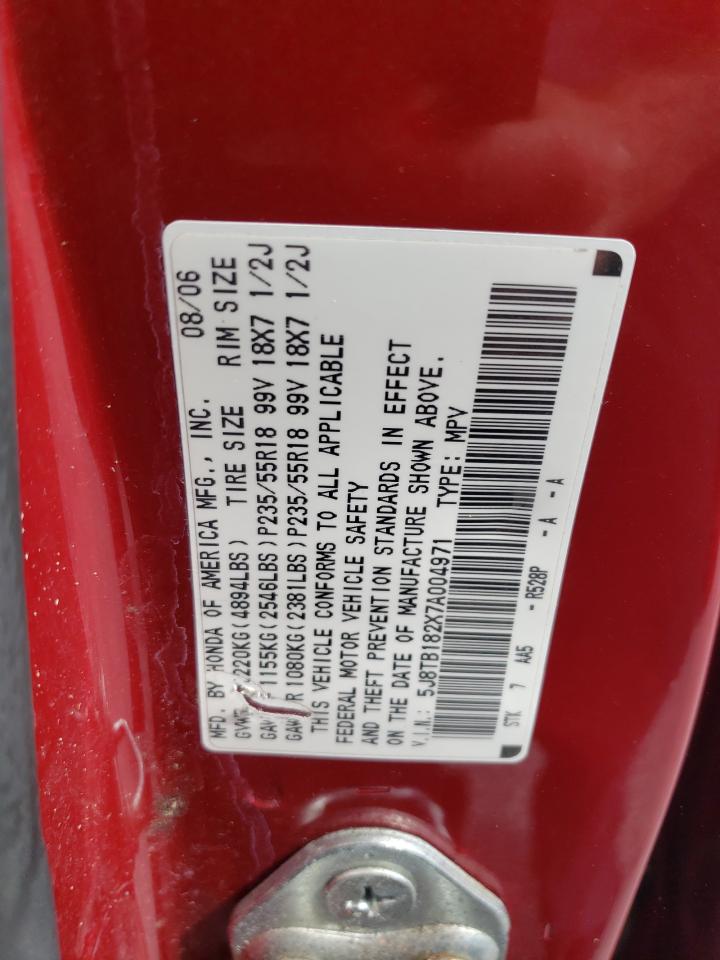 MFD. BY HONDA OF AMERICA MFG., INC. 08/06
220KG(4894LBS) TIRE SIZE RIM SIZE
1155KG(2546LBS)P235/55R18 99V 18X7 1/2J
R1080KG(2381LBS)P235/55R18 99V 18X7 1/2J
THIS VEHICLE CONFORMS TO ALL APPLICABLE
FEDERAL MOTOR VEHICLE SAFETY
AND THEFT PREVENTION STANDARDS IN EFFECT
ON THE DATE OF MANUFACTURE SHOWN ABOVE.
V.I.N.: 5J8TB182X7A004971 TYPE: MPV
STK 7 AA5 -R528P -A -A